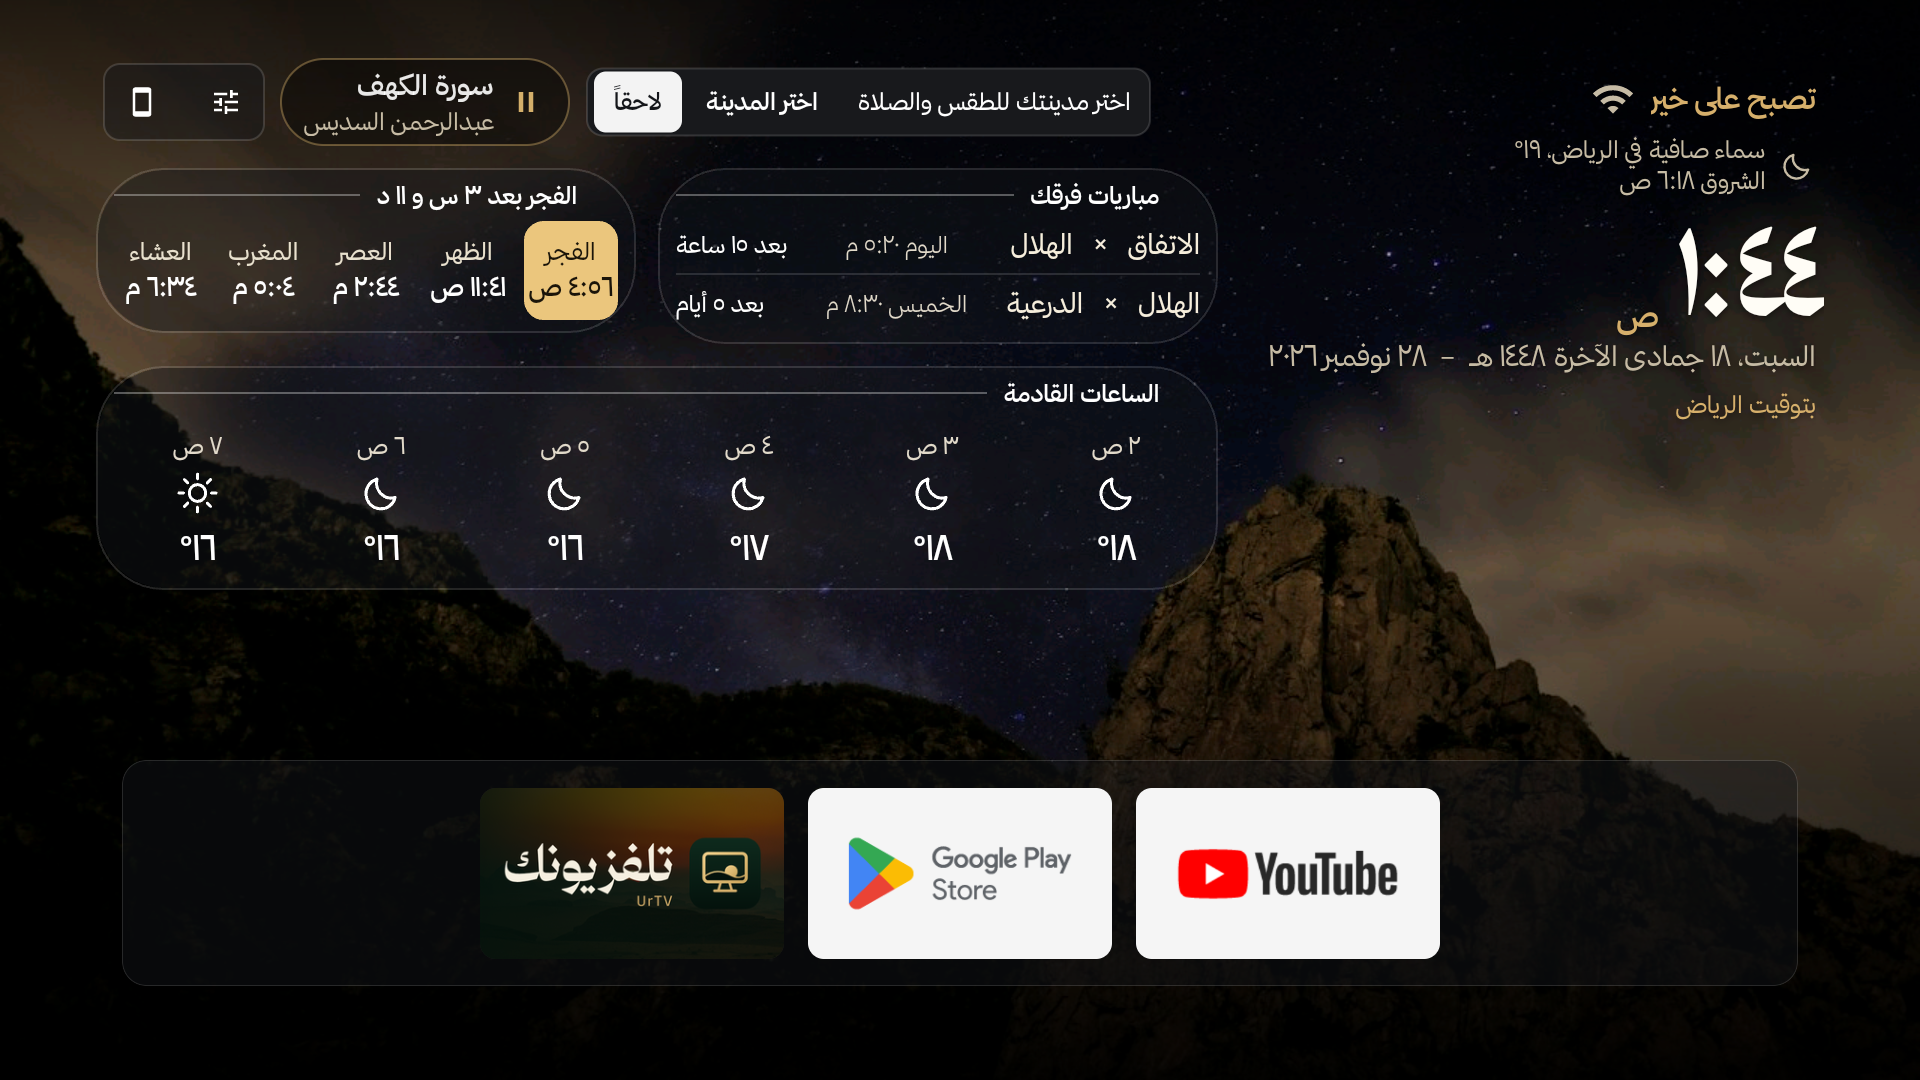 تصبح على خير
سماء صافية في الرياض، ١٩°
الشروق ٦:١٨ ص
١:٤٤ ص
السبت، ١٨ جمادى الآخرة ١٤٤٨ هـ – ٢٨ نوفمبر ٢٠٢٦
بتوقيت الرياض
اختر مدينتك للطقس والصلاة
اختر المدينة
لاحقاً
سورة الكهف
عبدالرحمن السديس
مباريات فرقك
الاتفاق × الهلال اليوم ٥:٢٠ م بعد ١٥ ساعة
الهلال × الدرعية الخميس ٨:٣٠ م بعد ٥ أيام
الفجر بعد ٣ س و ١١ د
الفجر الظهر العصر المغرب العشاء
٤:٥٦ ص ١١:٤١ ص ٢:٤٤ م ٥:٠٤ م ٦:٣٤ م
الساعات القادمة
٢ ص ٣ ص ٤ ص ٥ ص ٦ ص ٧ ص
١٨° ١٨° ١٧° ١٦° ١٦° ١٦°
YouTube
Google Play
Store
تلفزيونك
UrTV